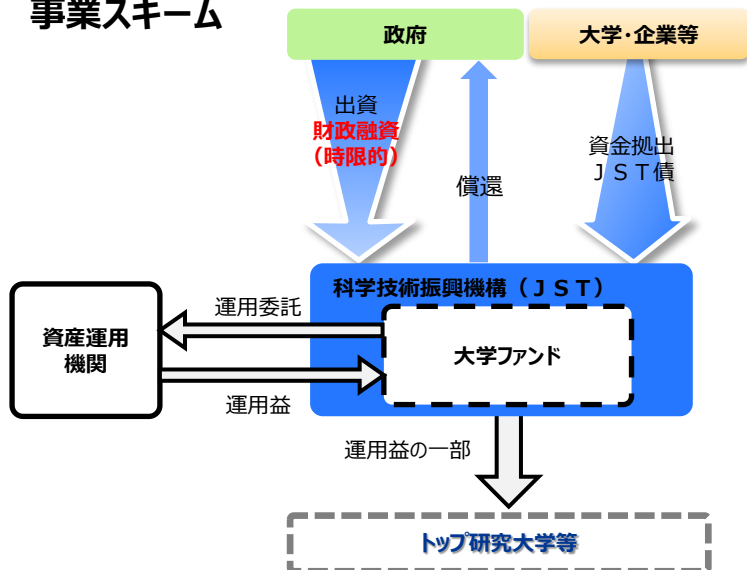 事業スキーム
政府
大学・企業等
出資
財政融資
（時限的）
償還
資金拠出
ＪＳＴ債
科学技術振興機構（ＪＳＴ）
資産運用
機関
運用委託
大学ファンド
運用益
運用益の一部
トップ研究大学等